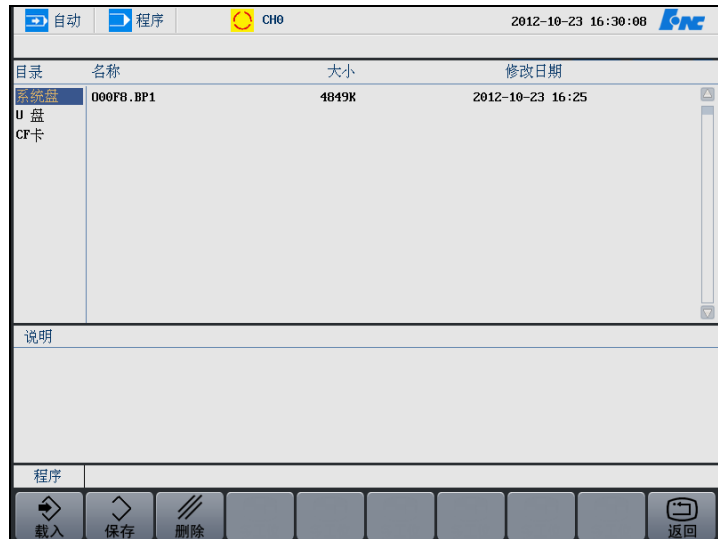 自动 程序 CH0 2012-10-23 16:30:08 HNC
目录 名称 大小 修改日期
系统盘 O00F8.BP1 4849K 2012-10-23 16:25
U 盘
CF卡
说明
程序
载入 保存 删除 返回